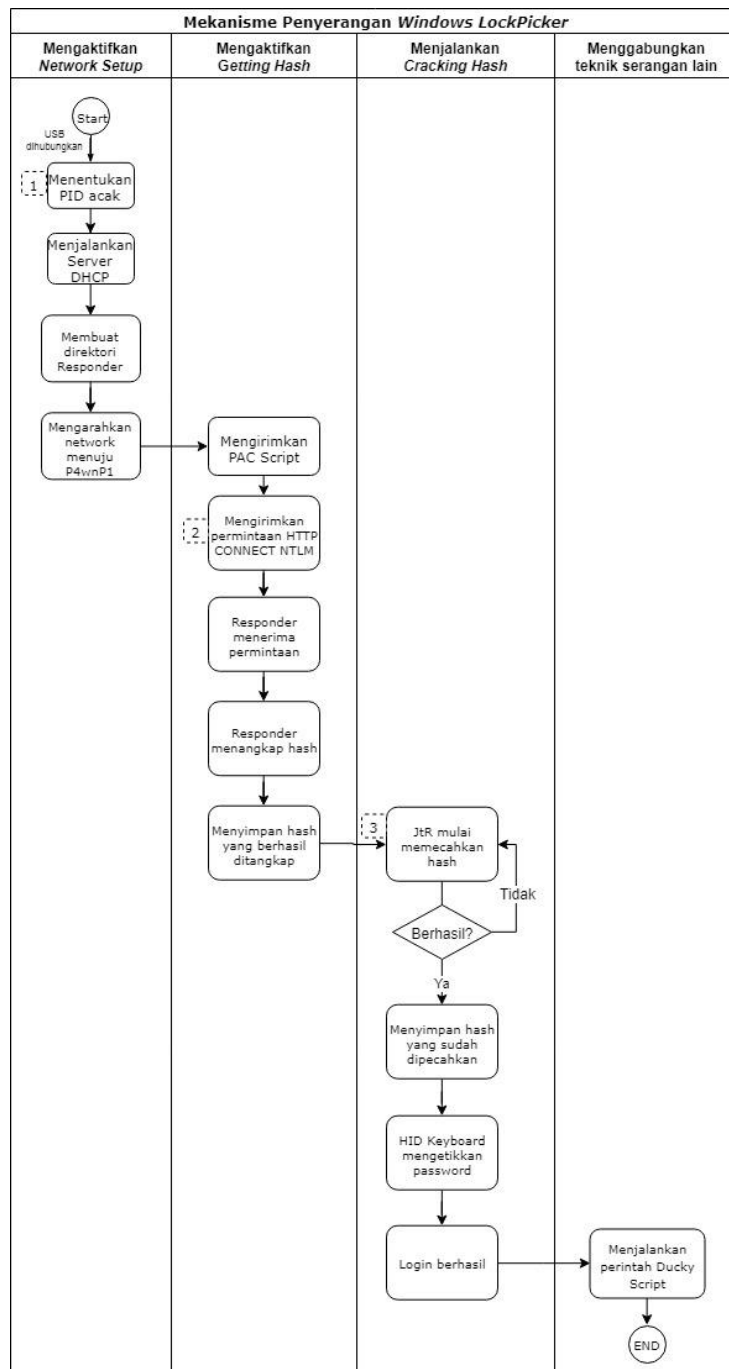 Mekanisme Penyerangan Windows LockPicker
Mengaktifkan
Network Setup
Mengaktifkan
Getting Hash
Menjalankan
Cracking Hash
Menggabungkan
teknik serangan lain
Start
USB
dihubungkan
1
Menentukan
PID acak
Menjalankan
Server
DHCP
Membuat
direktori
Responder
Mengarahkan
network
menuju
P4wnP1
Mengirimkan
PAC Script
2
Mengirimkan
permintaan HTTP
CONNECT NTLM
Responder
menerima
permintaan
Responder
menangkap hash
Menyimpan hash
yang berhasil
ditangkap
3
JtR mulai
memecahkan
hash
Tidak
Berhasil?
Ya
Menyimpan hash
yang sudah
dipecahkan
HID Keyboard
mengetikkan
password
Login berhasil
Menjalankan
perintah Ducky
Script
END